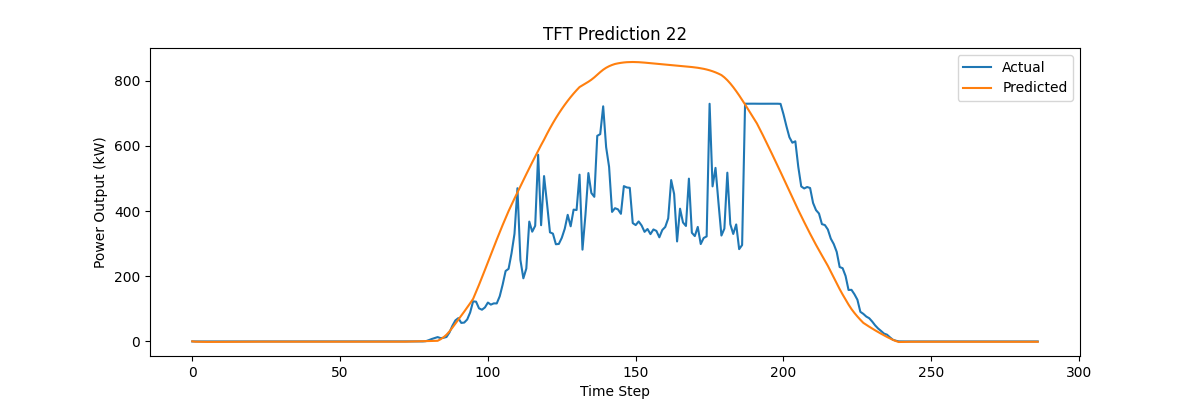 TFT Prediction 22
Actual
Predicted
Power Output (kW)
800
600
400
200
0
0 50 100 150 200 250 300
Time Step